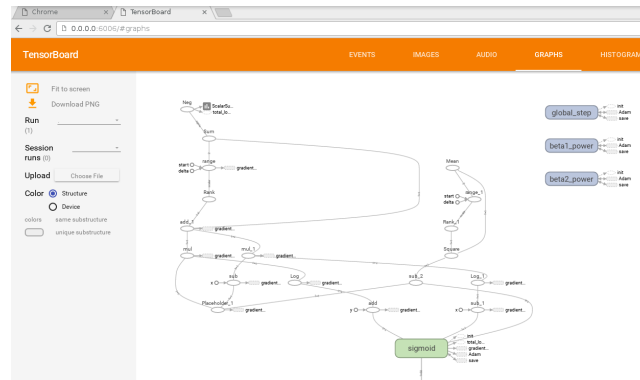 Chrome
TensorBoard
0.0.0.0:6006/#graphs
TensorBoard
EVENTS
IMAGES
AUDIO
GRAPHS
HISTOGRAM
Fit to screen
Download PNG
Run
(1)
Session
runs (0)
Upload
Choose File
Color
Structure
Device
colors
same substructure
unique substructure
Neg
ScalarSu...
total_lo...
Sum
start
delta
range
gradient...
Rank
add_1
gradient...
mul
gradient...
mul_1
gradient...
x
sub
gradient...
Log
gradient...
Placeholder_1
gradient...
Mean
start
delta
range_1
Rank_1
Square
sub_2
Log_1
gradient...
y
add
gradient...
x
sub_1
gradient...
sigmoid
init
total_lo...
gradient...
Adam
save
global_step
init
Adam
save
beta1_power
init
Adam
save
beta2_power
init
Adam
save